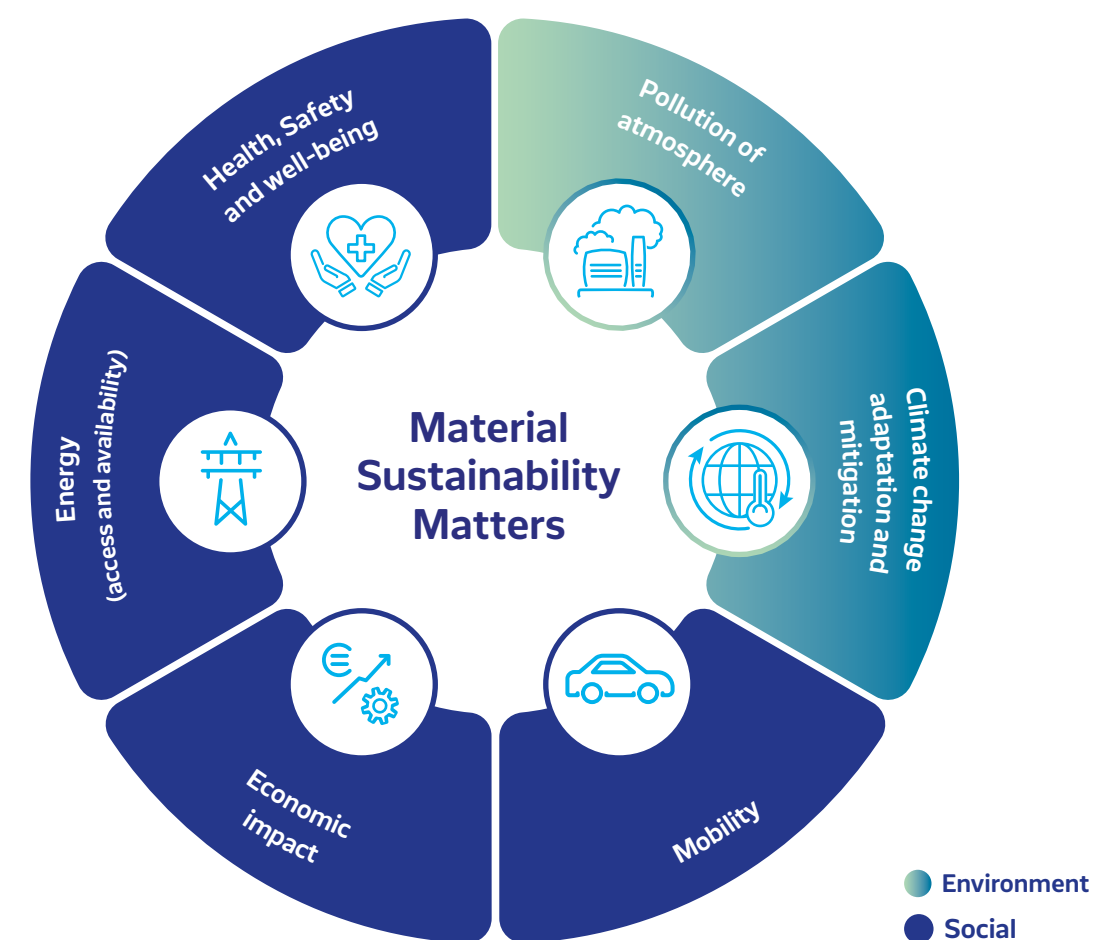 Health, Safety
and well-being
Pollution of
atmosphere
Energy
(access and availability)
Material
Sustainability
Matters
Climate change
adaptation and
mitigation
Economic
impact
Mobility
Environment
Social